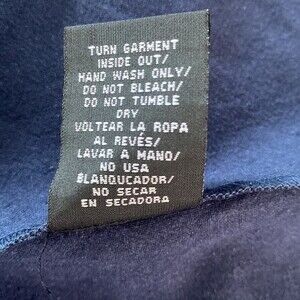 TURN GARMENT
INSIDE OUT/
HAND WASH ONLY/
DO NOT BLEACH/
DO NOT TUMBLE
DRY
VOLTEAR LA ROPA
AL REVÉS/
LAVAR A MANO/
NO USA
BLANQUCADOR/
NO SECAR
EN SECADORA